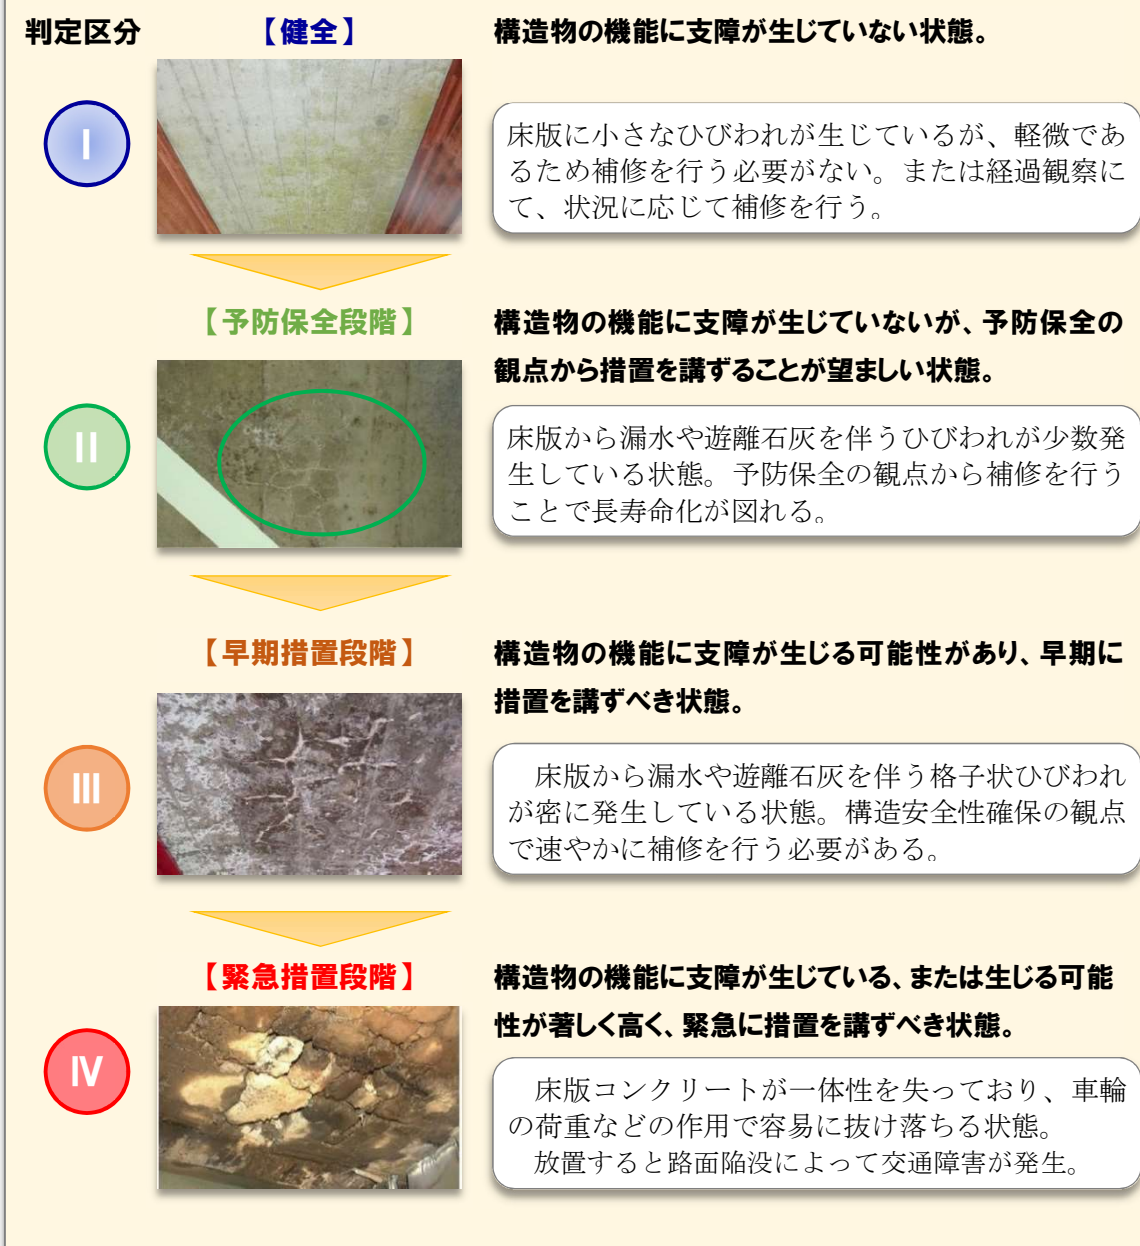 判定区分
【健全】
構造物の機能に支障が生じていない状態。
I
床版に小さなひびわれが生じているが、軽微であ
るため補修を行う必要がない。または経過観察に
て、状況に応じて補修を行う。
【予防保全段階】
構造物の機能に支障が生じていないが、予防保全の
観点から措置を講ずることが望ましい状態。
II
床版から漏水や遊離石灰を伴うひびわれが少数発
生している状態。予防保全の観点から補修を行う
ことで長寿命化が図れる。
【早期措置段階】
構造物の機能に支障が生じる可能性があり、早期に
措置を講ずべき状態。
III
床版から漏水や遊離石灰を伴う格子状ひびわれ
が密に発生している状態。構造安全性確保の観点
で速やかに補修を行う必要がある。
【緊急措置段階】
構造物の機能に支障が生じている、または生じる可能
性が著しく高く、緊急に措置を講ずべき状態。
IV
床版コンクリートが一体性を失っており、車輪
の荷重などの作用で容易に抜け落ちる状態。
放置すると路面陥没によって交通障害が発生。